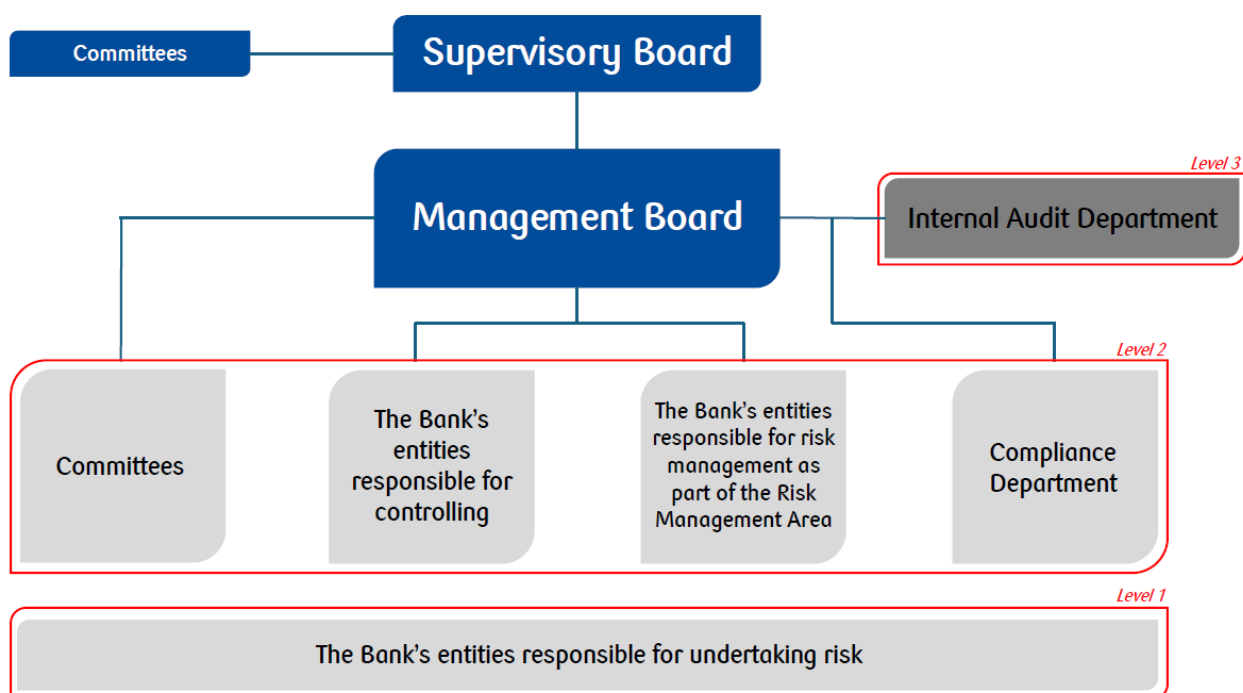 Committees
Supervisory Board
Management Board
Level 3
Internal Audit Department
Level 2
Committees
The Bank's
entities
responsible for
controlling
The Bank's entities
responsible for risk
management as
part of the Risk
Management Area
Compliance
Department
Level 1
The Bank's entities responsible for undertaking risk